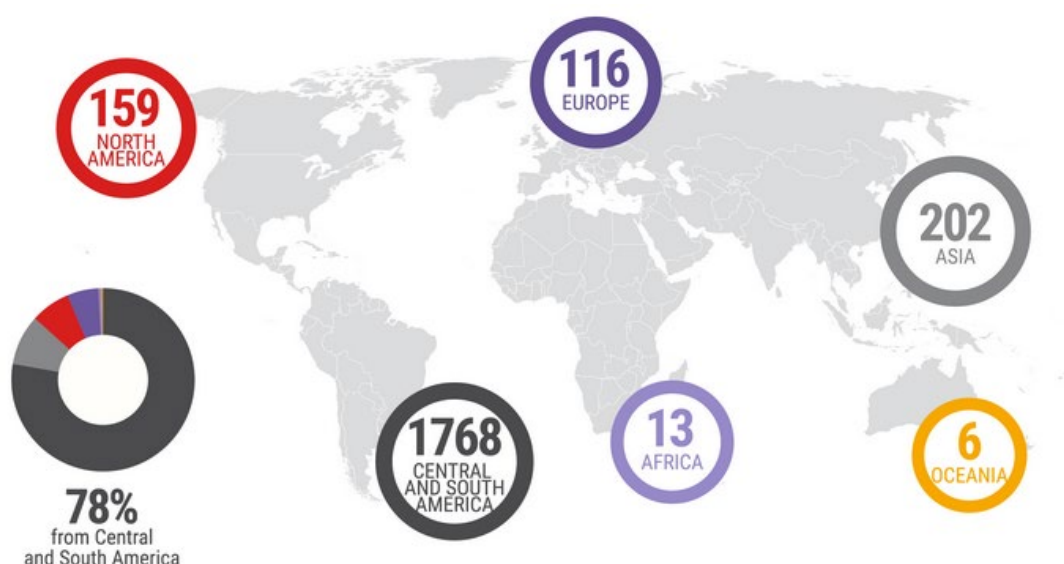 159
NORTH
AMERICA
116
EUROPE
202
ASIA
1768
CENTRAL
AND SOUTH
AMERICA
13
AFRICA
6
OCEANIA
78%
from Central
and South America